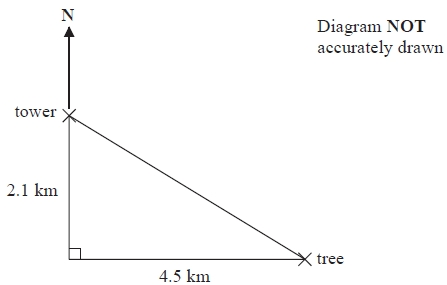 N
Diagram NOT
accurately drawn
tower
2.1 km
tree
4.5 km